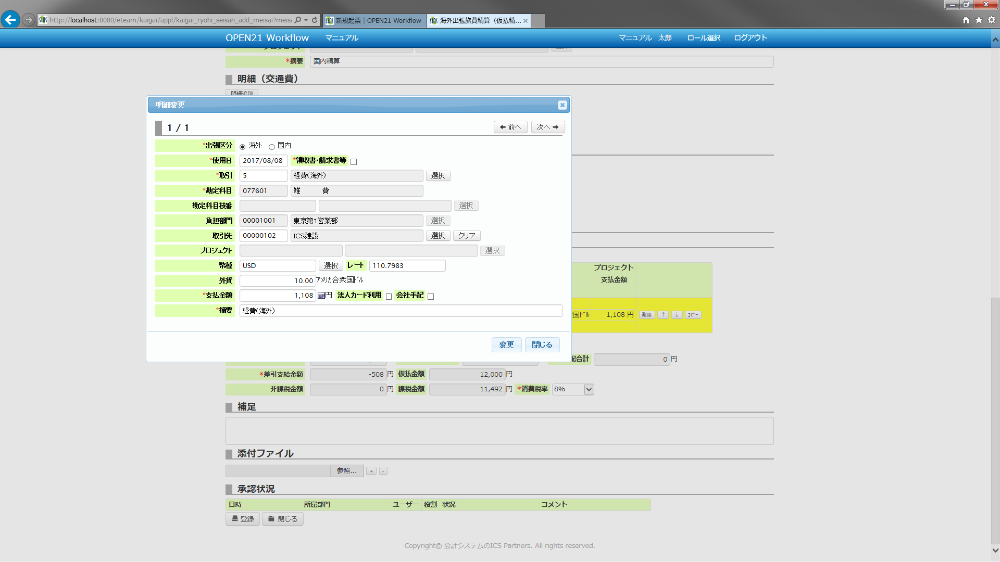 http://localhost:8080/eteam/kaigai/appl/kaigai_ryohi_seisan_add_meisai?meisa
新規起票 | OPEN21 Workflow
海外出張旅費精算（仮払精...
OPEN21 Workflow
マニュアル
マニュアル 太郎
ロール選択
ログアウト
*摘要 国内精算
明細（交通費）
明細追加
明細変更
1 / 1
前へ 次へ
*出張区分 海外 国内
*使用日 2017/08/08 *領収書・請求書等
*取引 5 経費(海外) 選択
*勘定科目 077601 雑　　　費
勘定科目枝番 選択
負担部門 00001001 東京第1営業部 選択
取引先 00000102 ICS建設 選択 クリア
プロジェクト 選択
幣種 USD 選択 レート 110.7983
外貨 10.00 アメリカ合衆国ドル
*支払金額 1,108 円 法人カード利用 会社手配
*摘要 経費(海外)
変更 閉じる
プロジェクト
支払金額
国ﾄﾞﾙ 1,108 円 削除 ↑ ↓ ｺﾋﾟｰ
配合計 0 円
*差引支給金額 -508 円 仮払金額 12,000 円
非課税金額 0 円 課税金額 11,492 円 *消費税率 8%
補足
添付ファイル
参照... + -
承認状況
日時 所属部門 ユーザー 役割 状況 コメント
登録 閉じる
Copyright© 会計システムのICS Partners. All rights reserved.